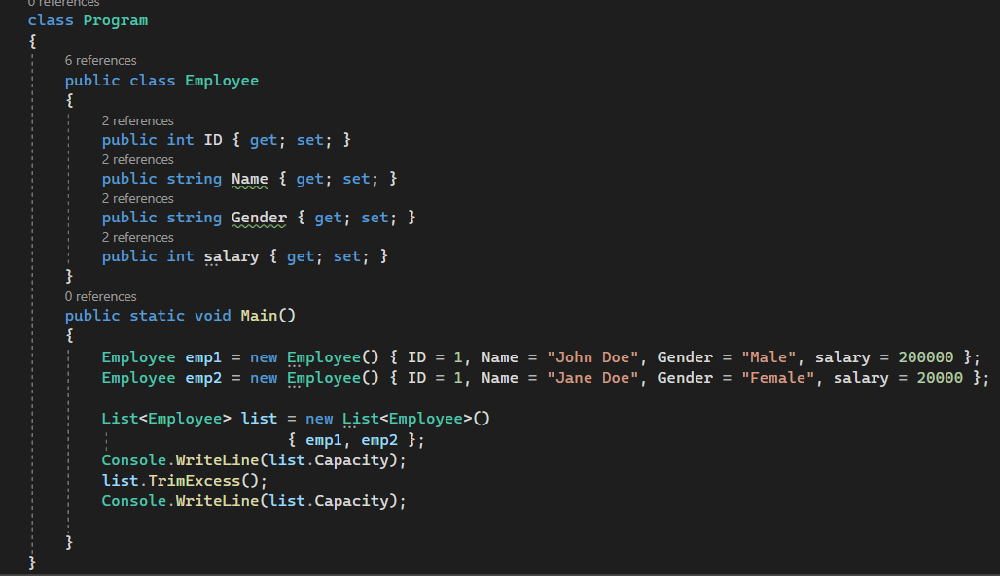 0 references
class Program
{
6 references
public class Employee
{
2 references
public int ID { get; set; }
2 references
public string Name { get; set; }
2 references
public string Gender { get; set; }
2 references
public int salary { get; set; }
}
0 references
public static void Main()
{
Employee emp1 = new Employee() { ID = 1, Name = "John Doe", Gender = "Male", salary = 200000 };
Employee emp2 = new Employee() { ID = 1, Name = "Jane Doe", Gender = "Female", salary = 20000 };
List<Employee> list = new List<Employee>()
{ emp1, emp2 };
Console.WriteLine(list.Capacity);
list.TrimExcess();
Console.WriteLine(list.Capacity);
}
}